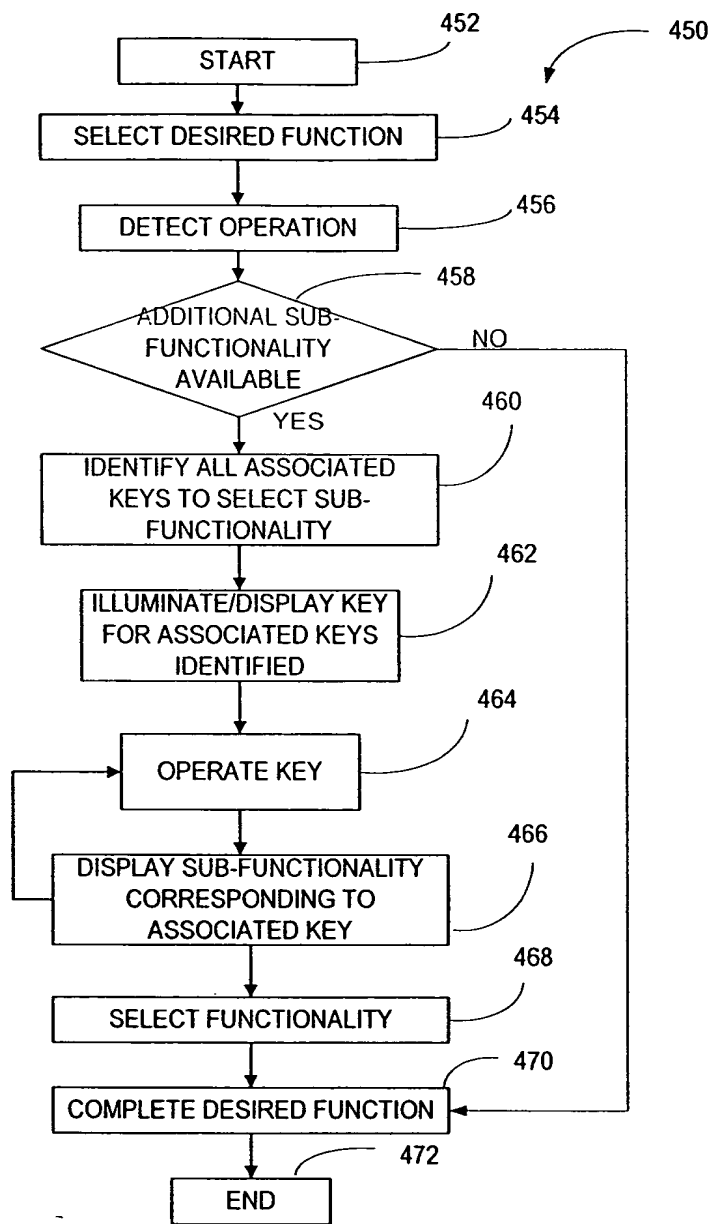 452
450
START
454
SELECT DESIRED FUNCTION
456
DETECT OPERATION
458
ADDITIONAL SUB-
FUNCTIONALITY
AVAILABLE
NO
YES
460
IDENTIFY ALL ASSOCIATED
KEYS TO SELECT SUB-
FUNCTIONALITY
462
ILLUMINATE/DISPLAY KEY
FOR ASSOCIATED KEYS
IDENTIFIED
464
OPERATE KEY
466
DISPLAY SUB-FUNCTIONALITY
CORRESPONDING TO
ASSOCIATED KEY
468
SELECT FUNCTIONALITY
470
COMPLETE DESIRED FUNCTION
472
END